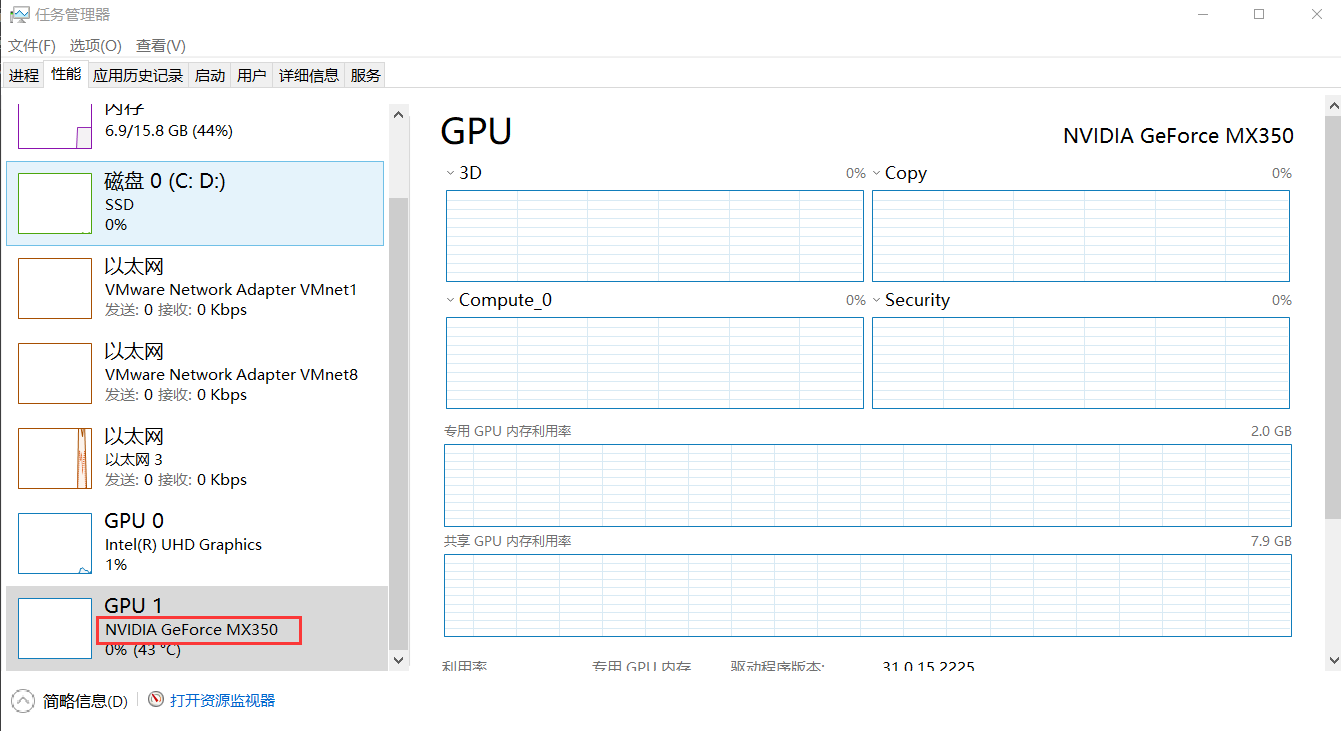 任务管理器
文件(F) 选项(O) 查看(V)
进程 性能 应用历史记录 启动 用户 详细信息 服务
内存
6.9/15.8 GB (44%)
磁盘 0 (C: D:)
SSD
0%
以太网
VMware Network Adapter VMnet1
发送: 0 接收: 0 Kbps
以太网
VMware Network Adapter VMnet8
发送: 0 接收: 0 Kbps
以太网
以太网 3
发送: 0 接收: 0 Kbps
GPU 0
Intel(R) UHD Graphics
1%
GPU 1
NVIDIA GeForce MX350
0% (43 °C)
GPU
NVIDIA GeForce MX350
3D 0%
Copy 0%
Compute_0 0%
Security 0%
专用 GPU 内存利用率 2.0 GB
共享 GPU 内存利用率 7.9 GB
利用率 专用 GPU 内存 驱动程序版本: 31.0.15.2225
简略信息(D) 打开资源监视器